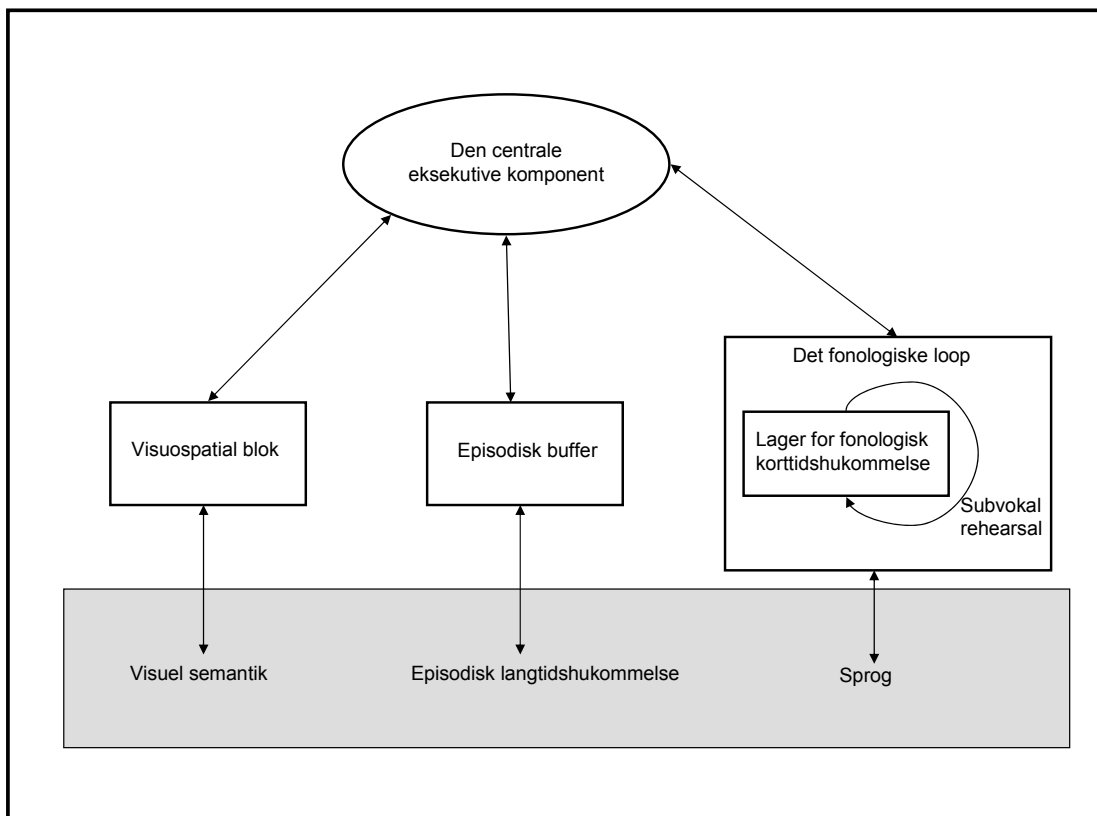 Den centrale
eksekutive komponent
Det fonologiske loop
Visuospatial blok
Episodisk buffer
Lager for fonologisk
korttidshukommelse
Subvokal
rehearsal
Visuel semantik
Episodisk langtidshukommelse
Sprog